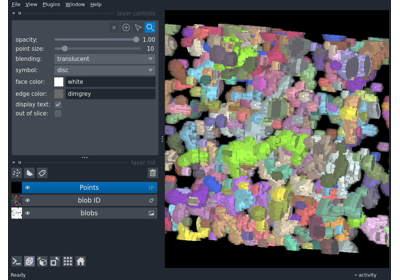 File View Plugins Window Help
layer controls
opacity: 1.00
point size: 10
blending: translucent
symbol: disc
face color: white
edge color: dimgrey
display text:
out of slice:
layer list
Points
blob ID
blobs
Ready activity